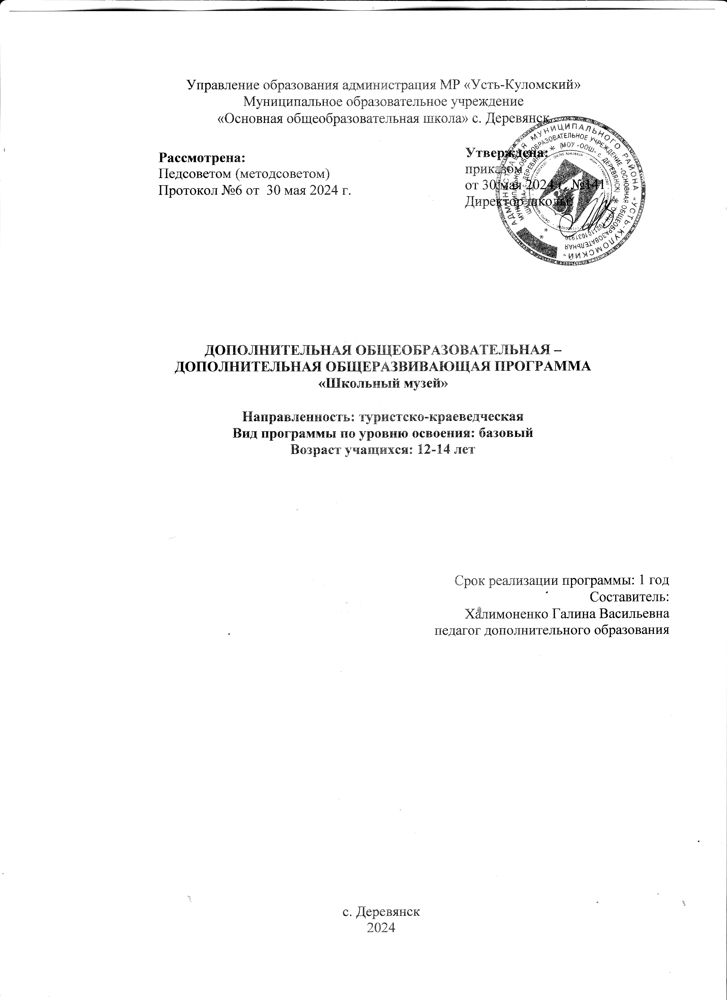 Управление образования администрация МР «Усть-Куломский»
Муниципальное образовательное учреждение
«Основная общеобразовательная школа» с. Деревянск
Рассмотрена:
Педсоветом (методсоветом)
Протокол №6 от 30 мая 2024 г.
Утверждена:
приказом
от 30 мая 2024 г. №141
Директор школы:
АДМИНИСТРАЦИЯ МУНИЦИПАЛЬНОГО РАЙОНА «УСТЬ-КУЛОМСКИЙ»
МУНИЦИПАЛЬНОЕ ОБЩЕОБРАЗОВАТЕЛЬНОЕ УЧРЕЖДЕНИЕ «ОСНОВНАЯ ОБЩЕОБРАЗОВАТЕЛЬНАЯ
ШКОЛА» С. ДЕРЕВЯНСК * (МОУ «ООШ» С. ДЕРЕВЯНСК) * ОГРН 1021101031936
ДОПОЛНИТЕЛЬНАЯ ОБЩЕОБРАЗОВАТЕЛЬНАЯ –
ДОПОЛНИТЕЛЬНАЯ ОБЩЕРАЗВИВАЮЩАЯ ПРОГРАММА
«Школьный музей»
Направленность: туристско-краеведческая
Вид программы по уровню освоения: базовый
Возраст учащихся: 12-14 лет
Срок реализации программы: 1 год
Составитель:
Халимоненко Галина Васильевна
педагог дополнительного образования
с. Деревянск
2024